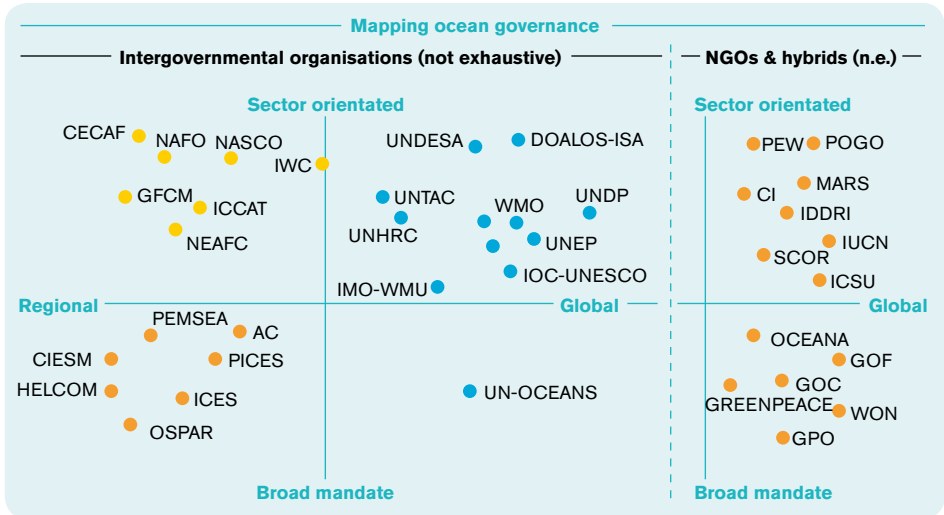 Mapping ocean governance
Intergovernmental organisations (not exhaustive)
NGOs & hybrids (n.e.)
Sector orientated
Sector orientated
CECAF
NAFO
NASCO
IWC
UNDESA
DOALOS-ISA
PEW
POGO
GFCM
ICCAT
NEAFC
UNTAC
UNHRC
WMO
UNDP
UNEP
IOC-UNESCO
IMO-WMU
CI
MARS
IDDRI
IUCN
SCOR
ICSU
Regional
Global
Global
PEMSEA
AC
CIESM
PICES
HELCOM
ICES
OSPAR
UN-OCEANS
OCEANA
GOF
GOC
GREENPEACE
WON
GPO
Broad mandate
Broad mandate